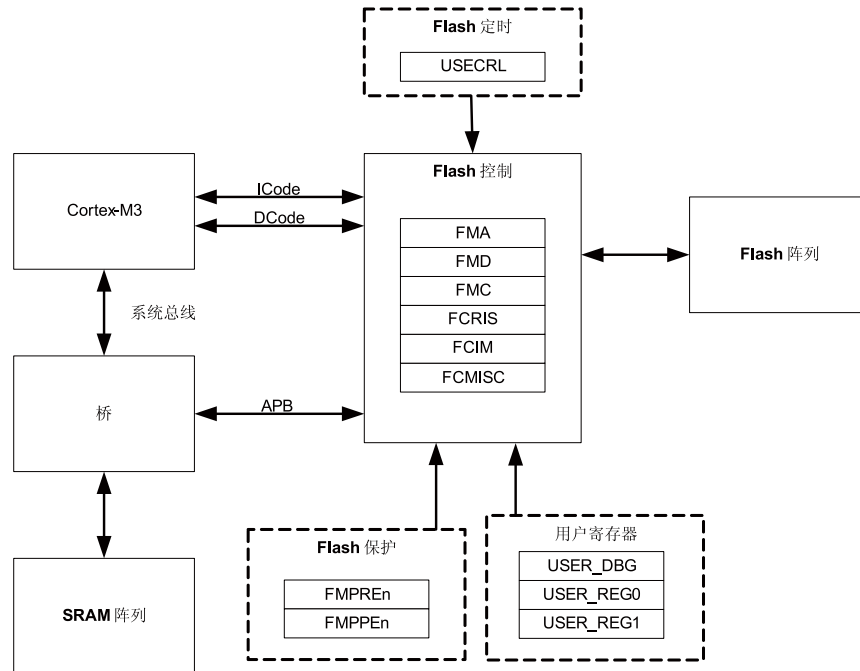 Flash 定时
USECRL
Flash 控制
ICode
Cortex-M3
DCode
FMA
FMD
FMC
FCRIS
FCIM
FCMISC
Flash 阵列
系统总线
桥
APB
Flash 保护
FMPREn
FMPPEn
用户寄存器
USER_DBG
USER_REG0
USER_REG1
SRAM 阵列